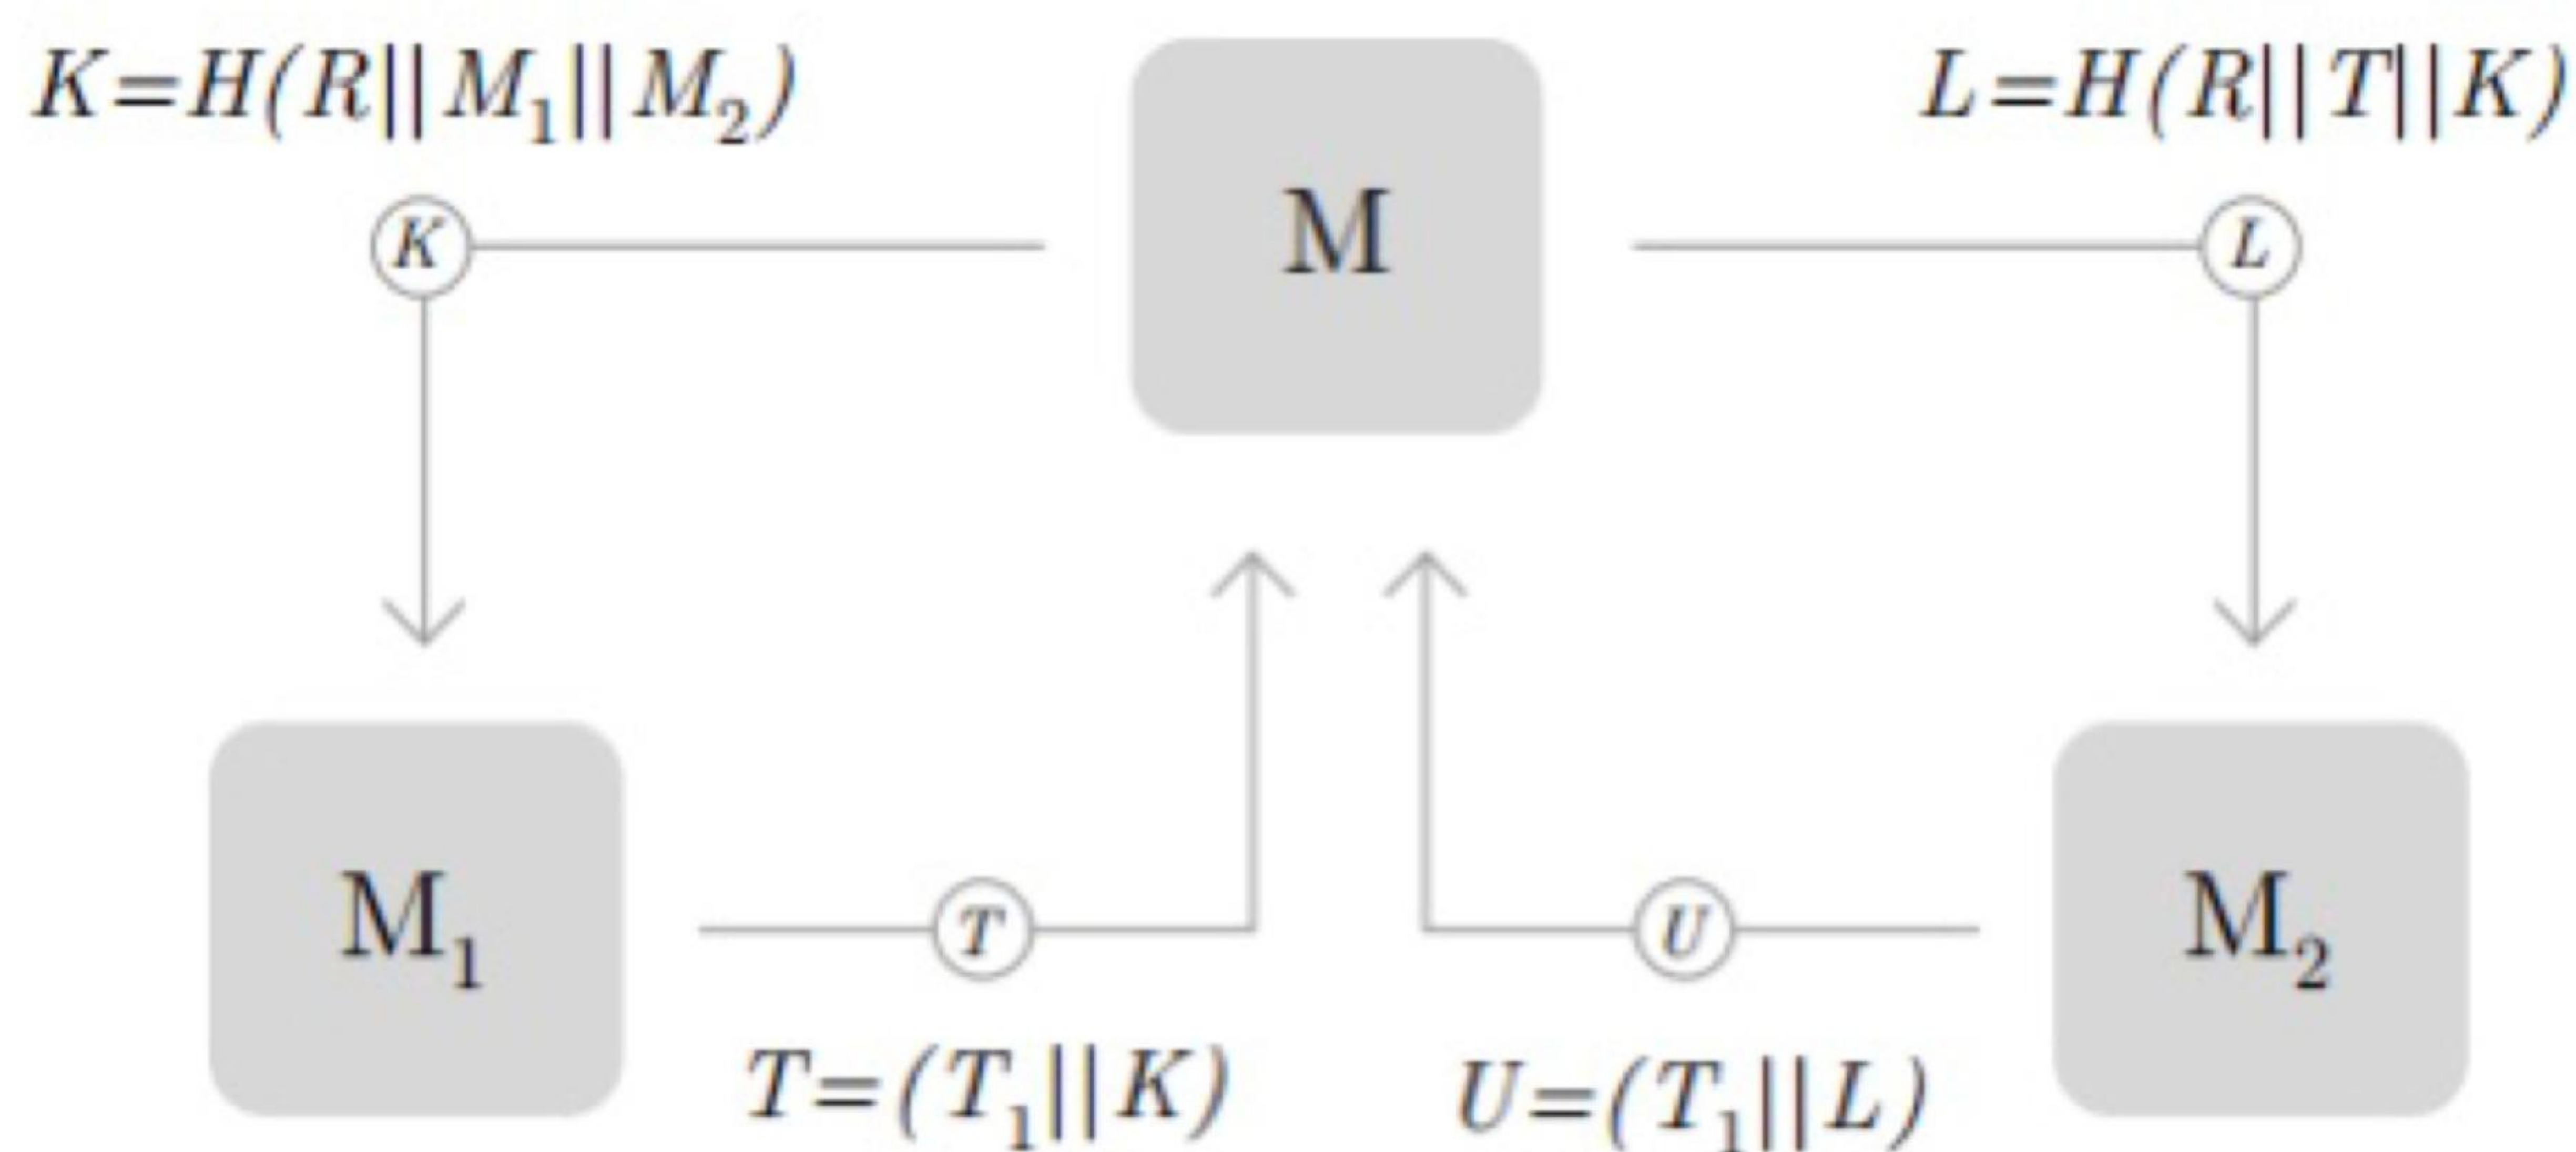 K=H(R||M₁||M₂)
M
L=H(R||T||K)
K
L
M₁
T
U
M₂
T=(T₁||K)
U=(T₁||L)